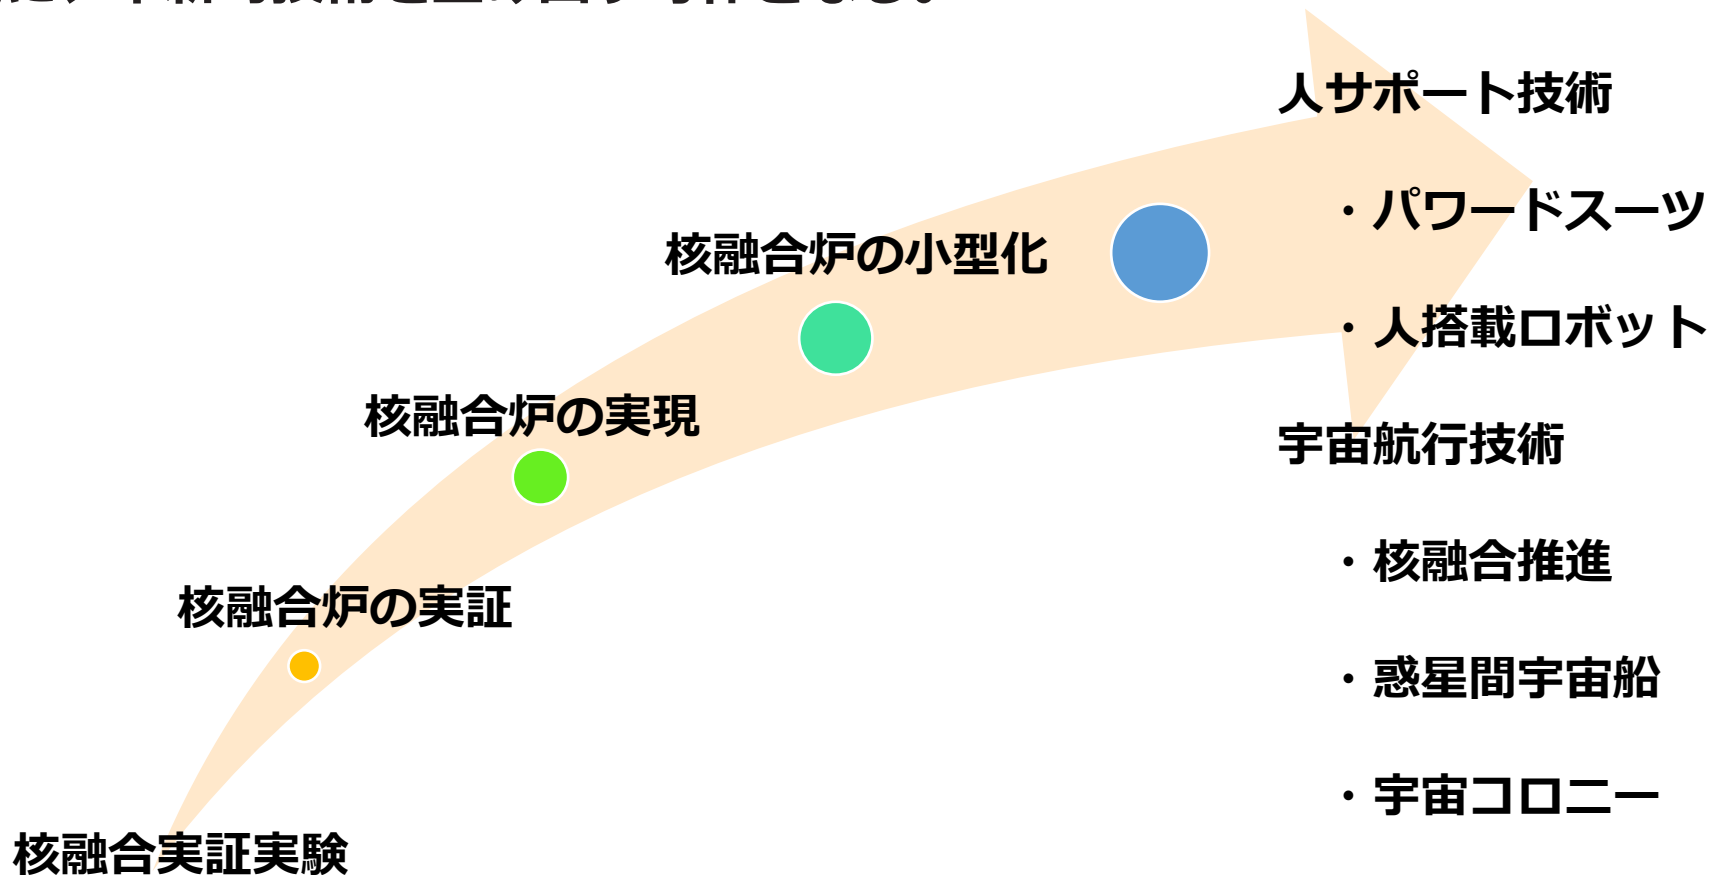 人サポート技術
・パワードスーツ
核融合炉の小型化
・人搭載ロボット
核融合炉の実現
宇宙航行技術
・核融合推進
核融合炉の実証
・惑星間宇宙船
・宇宙コロニー
核融合実証実験